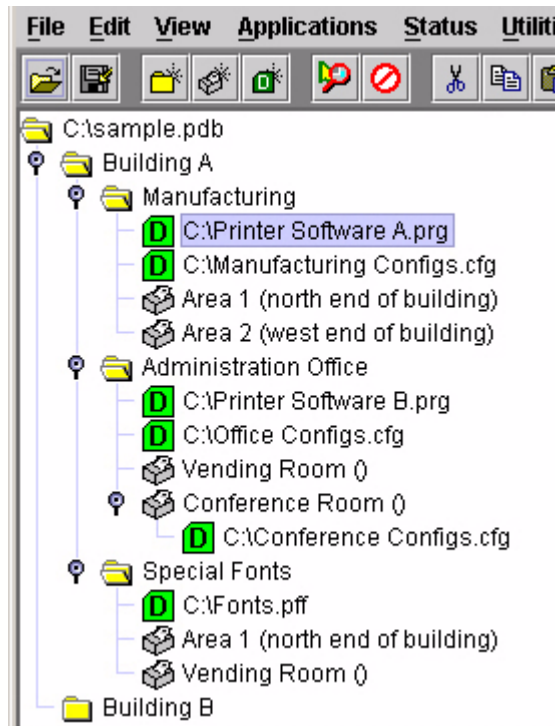 File Edit View Applications Status Utiliti
C:\sample.pdb
Building A
Manufacturing
D C:\Printer Software A.prg
D C:\Manufacturing Configs.cfg
Area 1 (north end of building)
Area 2 (west end of building)
Administration Office
D C:\Printer Software B.prg
D C:\Office Configs.cfg
Vending Room ()
Conference Room ()
D C:\Conference Configs.cfg
Special Fonts
D C:\Fonts.pff
Area 1 (north end of building)
Vending Room ()
Building B